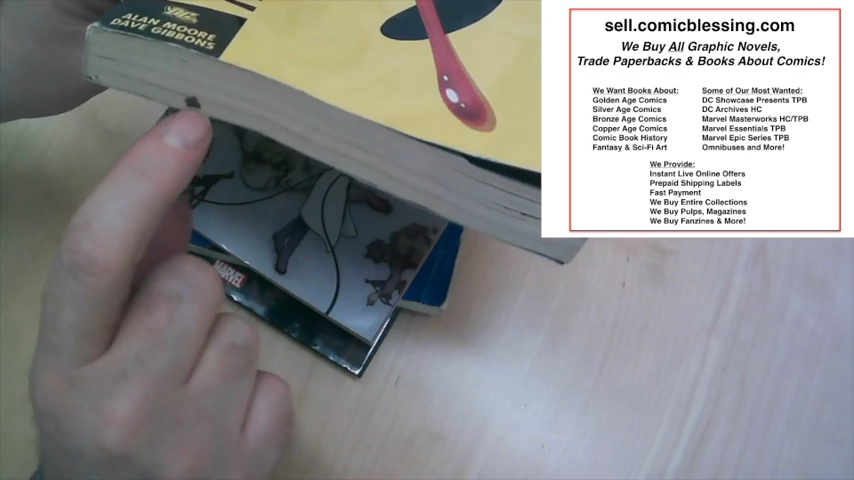 ALAN MOORE
DAVE GIBBONS
MARVEL
sell.comicblessing.com
We Buy All Graphic Novels,
Trade Paperbacks & Books About Comics!
We Want Books About:
Golden Age Comics
Silver Age Comics
Bronze Age Comics
Copper Age Comics
Comic Book History
Fantasy & Sci-Fi Art
Some of Our Most Wanted:
DC Showcase Presents TPB
DC Archives HC
Marvel Masterworks HC/TPB
Marvel Essentials TPB
Marvel Epic Series TPB
Omnibuses and More!
We Provide:
Instant Live Online Offers
Prepaid Shipping Labels
Fast Payment
We Buy Entire Collections
We Buy Pulps, Magazines
We Buy Fanzines & More!